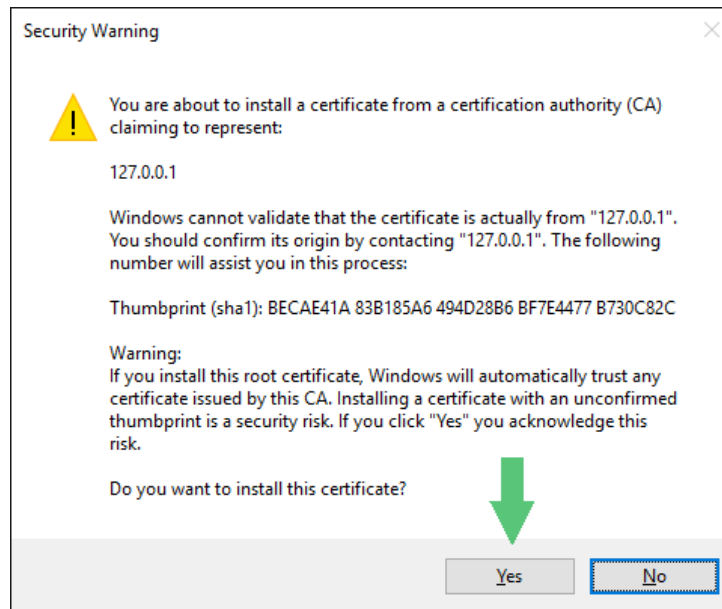 Security Warning
You are about to install a certificate from a certification authority (CA)
claiming to represent:
127.0.0.1
Windows cannot validate that the certificate is actually from "127.0.0.1".
You should confirm its origin by contacting "127.0.0.1". The following
number will assist you in this process:
Thumbprint (sha1): BECAE41A 83B185A6 494D28B6 BF7E4477 B730C82C
Warning:
If you install this root certificate, Windows will automatically trust any
certificate issued by this CA. Installing a certificate with an unconfirmed
thumbprint is a security risk. If you click "Yes" you acknowledge this
risk.
Do you want to install this certificate?
Yes
No